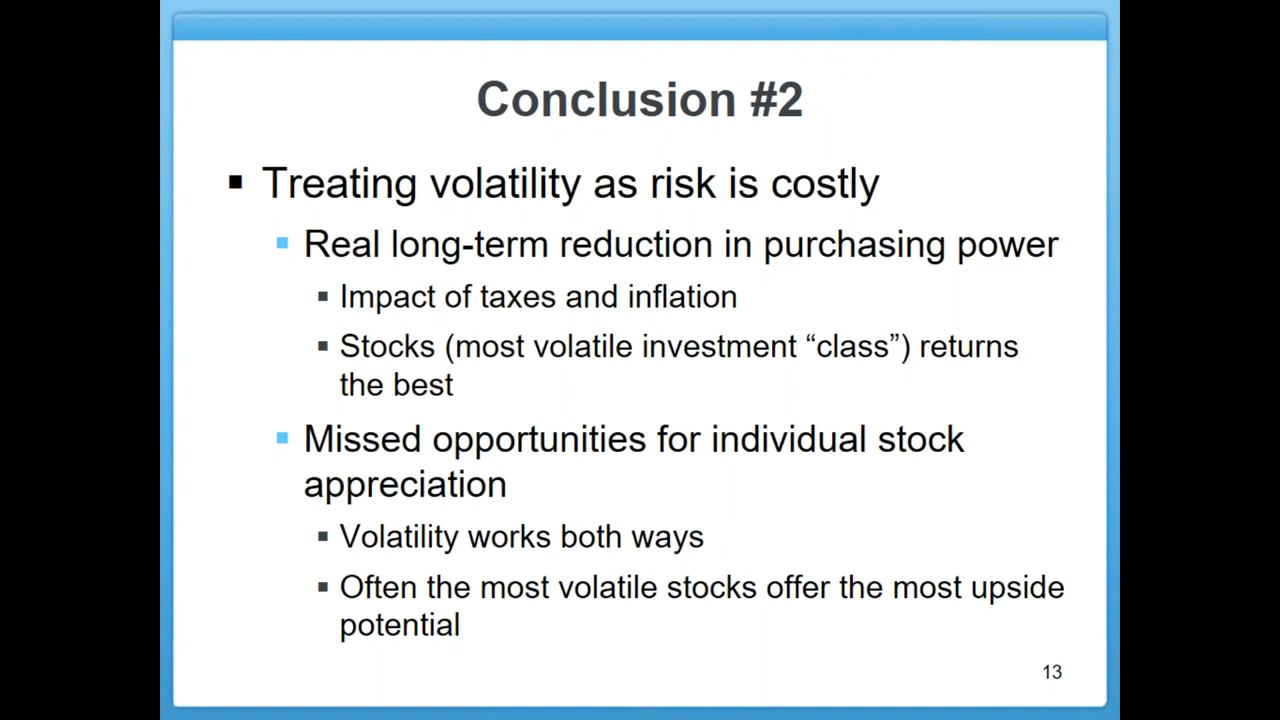 Conclusion #2
▪ Treating volatility as risk is costly
▪ Real long-term reduction in purchasing power
▪ Impact of taxes and inflation
▪ Stocks (most volatile investment “class”) returns
the best
▪ Missed opportunities for individual stock
appreciation
▪ Volatility works both ways
▪ Often the most volatile stocks offer the most upside
potential
13